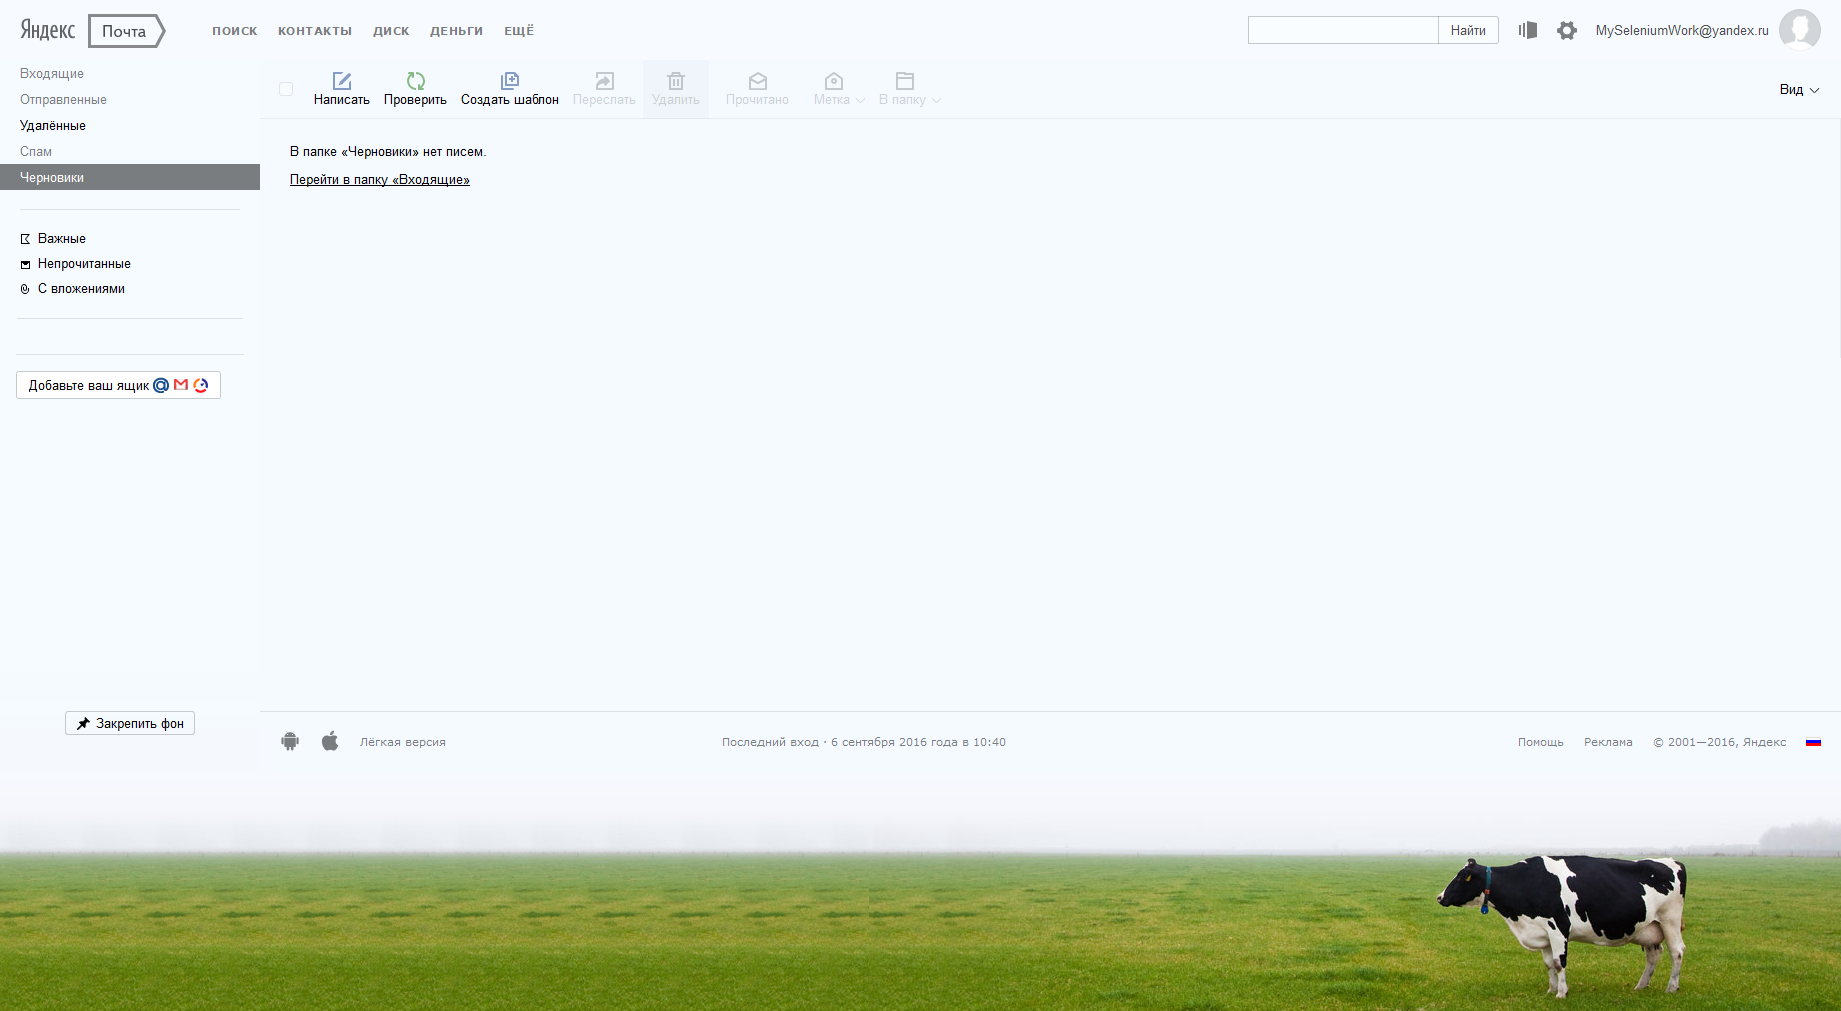 Яндекс Почта ПОИСК КОНТАКТЫ ДИСК ДЕНЬГИ ЕЩЁ Найти MySeleniumWork@yandex.ru
Входящие
Отправленные
Удалённые
Спам
Черновики
Важные
Непрочитанные
С вложениями
Добавьте ваш ящик
Закрепить фон
Написать Проверить Создать шаблон Переслать Удалить Прочитано Метка В папку Вид
В папке «Черновики» нет писем.
Перейти в папку «Входящие»
Лёгкая версия Последний вход · 6 сентября 2016 года в 10:40 Помощь Реклама © 2001—2016, Яндекс